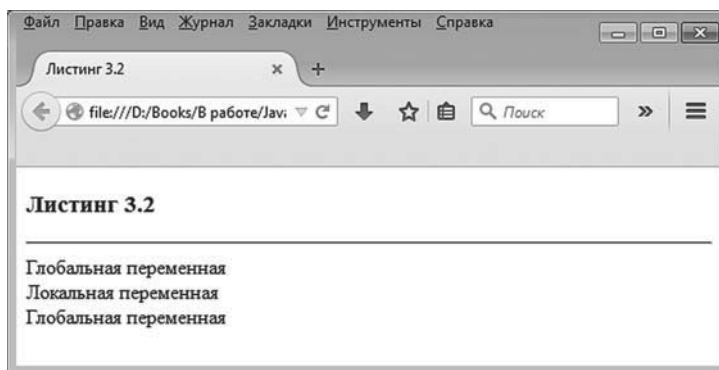 Файл Правка Вид Журнал Закладки Инструменты Справка
Листинг 3.2
file:///D:/Books/В работе/Java
Поиск
Листинг 3.2
Глобальная переменная
Локальная переменная
Глобальная переменная